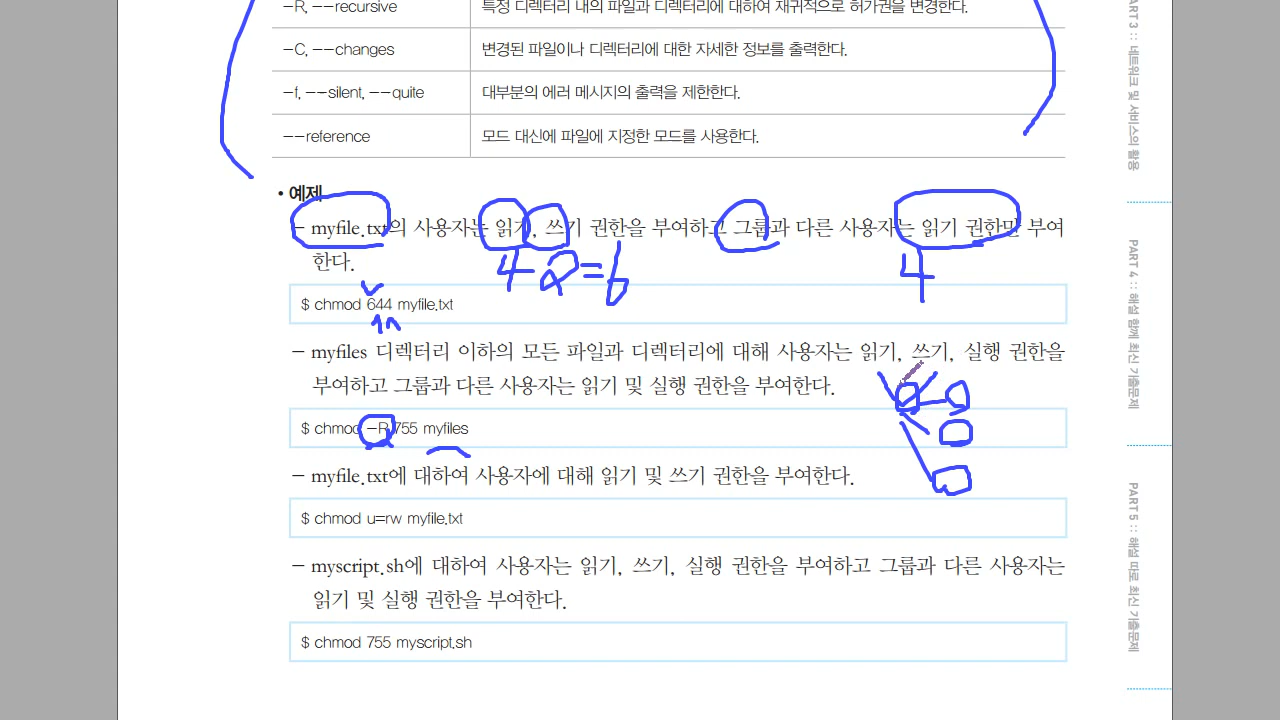 -R, --recursive 특정 디렉터리 내의 파일과 디렉터리에 대하여 재귀적으로 허가권을 변경한다.
-C, --changes 변경된 파일이나 디렉터리에 대한 자세한 정보를 출력한다.
-f, --silent, --quite 대부분의 에러 메시지의 출력을 제한한다.
--reference 모드 대신에 파일에 지정한 모드를 적용한다.
• 예제
- myfile.txt의 사용자는 읽기, 쓰기 권한을 부여하고 그룹과 다른 사용자는 읽기 권한만 부여
한다.
4 2 = 6 4
$ chmod 644 myfile.txt
- myfiles 디렉터리 이하의 모든 파일과 디렉터리에 대해 사용자는 읽기, 쓰기, 실행 권한을
부여하고 그룹과 다른 사용자는 읽기 및 실행 권한을 부여한다.
$ chmod -R 755 myfiles
- myfile.txt에 대하여 사용자에 대해 읽기 및 쓰기 권한을 부여한다.
$ chmod u=rw myfile.txt
- myscript.sh에 대하여 사용자는 읽기, 쓰기, 실행 권한을 부여하고 그룹과 다른 사용자는
읽기 및 실행 권한을 부여한다.
$ chmod 755 myscript.sh
PART 3 :: 네트워크 및 서비스의 활용
PART 4 :: 해설 함께 최신 기출문제
PART 5 :: 해설 따로 최신 기출문제